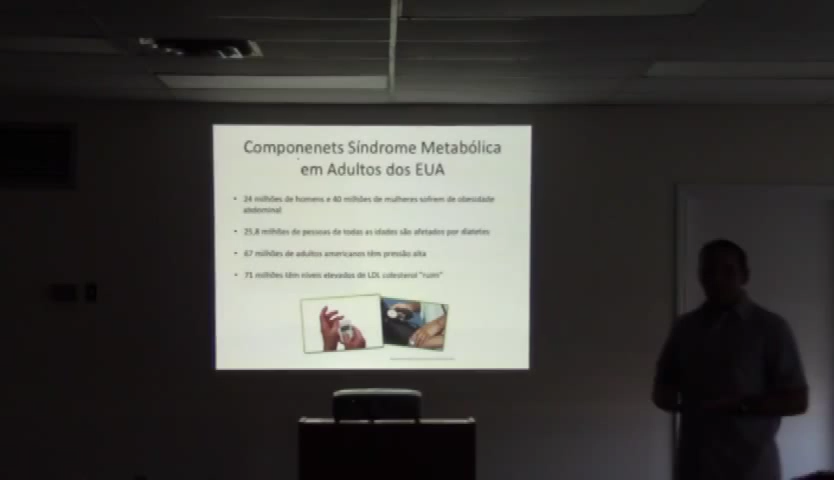 Componenets Síndrome Metabólica
em Adultos dos EUA
• 24 milhões de homens e 40 milhões de mulheres sofrem de obesidade
abdominal
• 25,8 milhões de pessoas de todas as idades são afetados por diabetes
• 67 milhões de adultos americanos têm pressão alta
• 71 milhões têm níveis elevados de LDL colesterol "ruim"